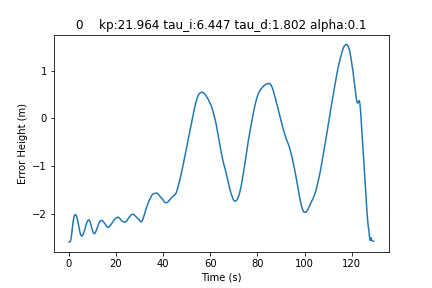 0    kp:21.964 tau_i:6.447 tau_d:1.802 alpha:0.1
1
0
−1
−2
Error Height (m)
0 20 40 60 80 100 120
Time (s)